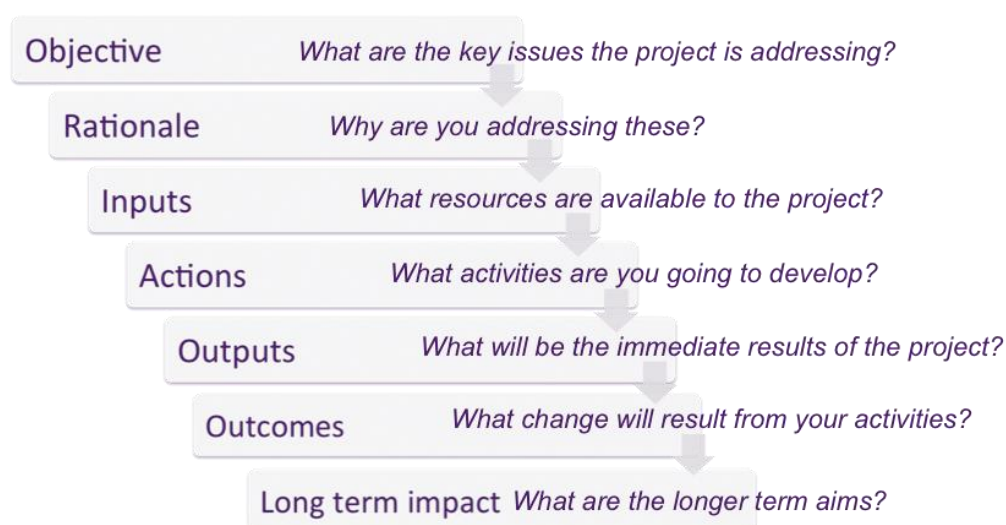 Objective What are the key issues the project is addressing?
Rationale Why are you addressing these?
Inputs What resources are available to the project?
Actions What activities are you going to develop?
Outputs What will be the immediate results of the project?
Outcomes What change will result from your activities?
Long term impact What are the longer term aims?